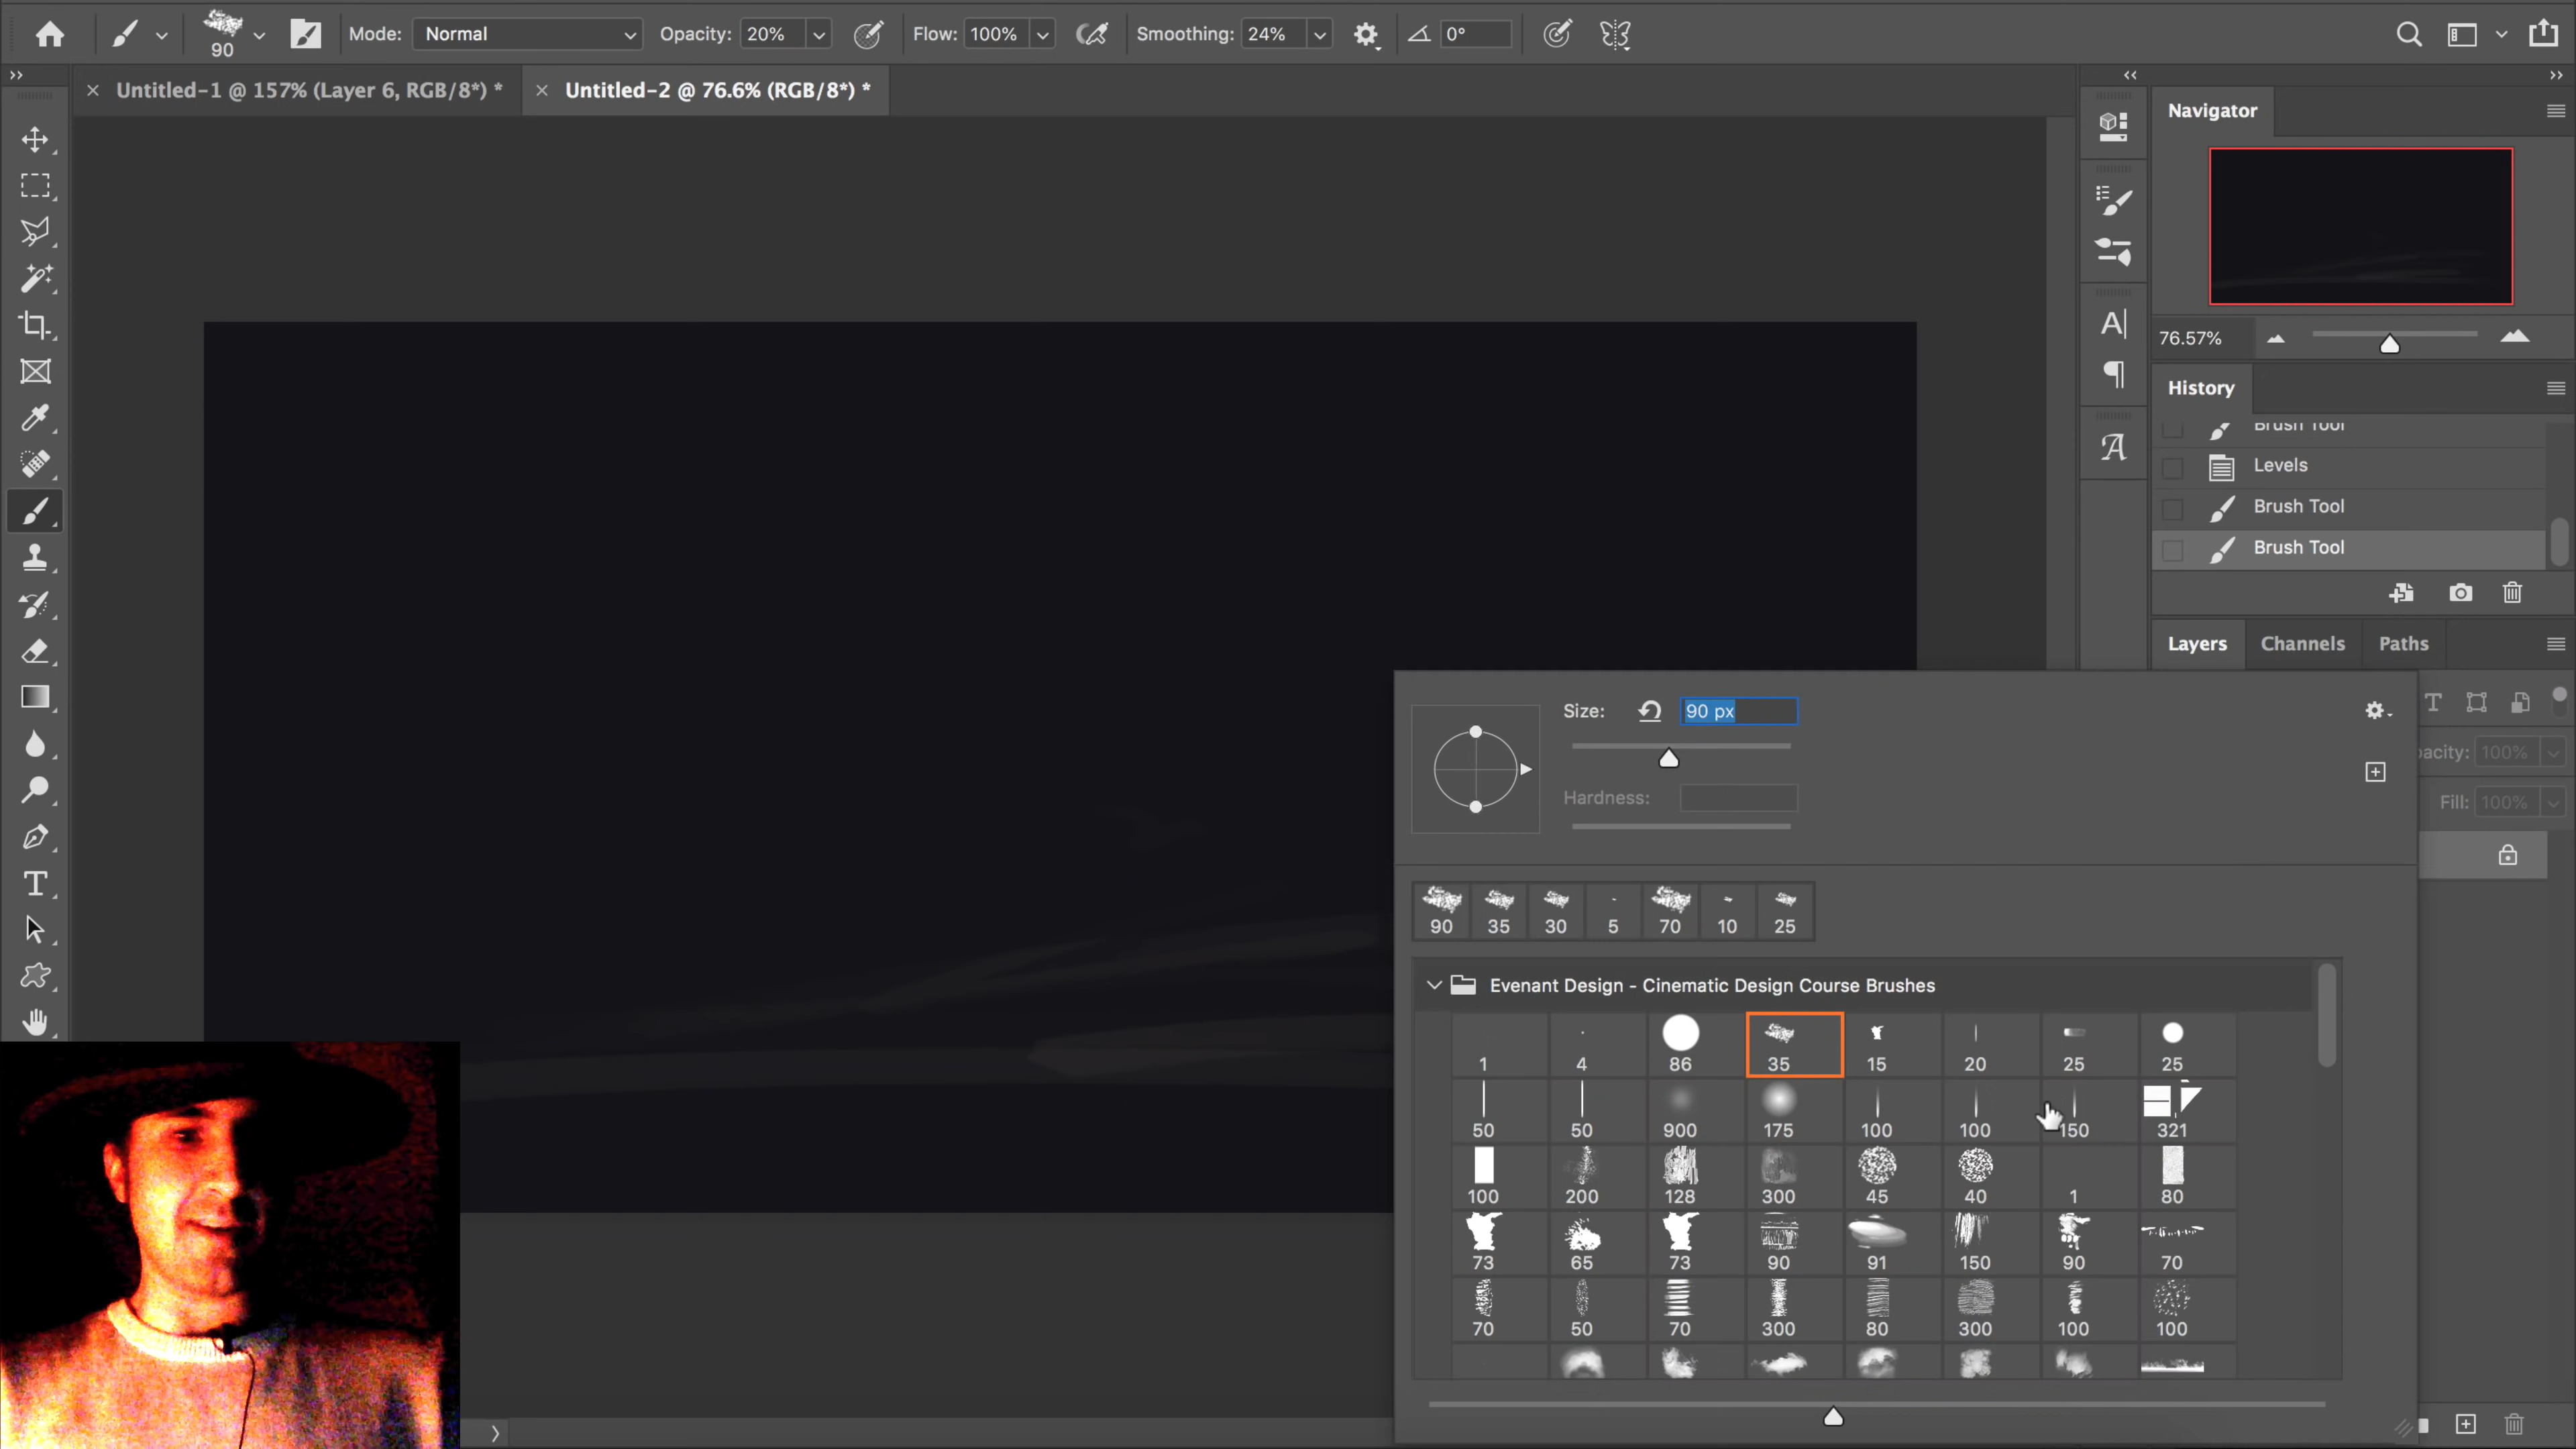 Mode: Normal Opacity: 20% Flow: 100% Smoothing: 24% 0°
90
Untitled-1 @ 157% (Layer 6, RGB/8*) *
Untitled-2 @ 76.6% (RGB/8*) *
Navigator
76.57%
History
Brush Tool
Levels
Brush Tool
Brush Tool
Layers Channels Paths
Size: 90 px
Hardness:
pacity: 100%
Fill: 100%
90 35 30 5 70 10 25
Evenant Design - Cinematic Design Course Brushes
1 4 86 35 15 20 25 25
50 50 900 175 100 100 150 321
100 200 128 300 45 40 1 80
73 65 73 90 91 150 90 70
70 50 70 300 80 300 100 100